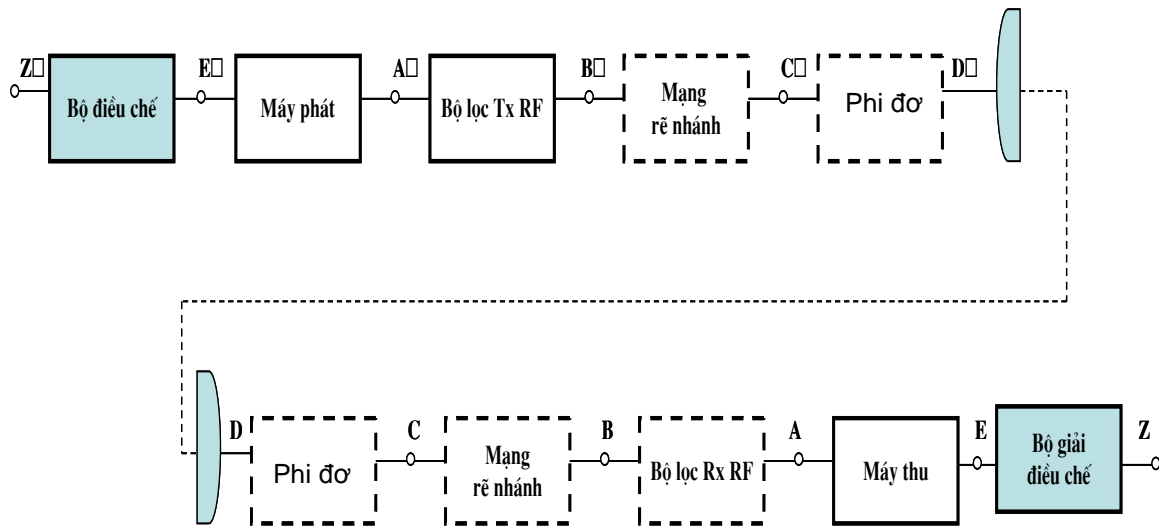 Z□ E□ A□ B□ C□ D□
Bộ điều chế
Máy phát
Bộ lọc Tx RF
Mạng
rẽ nhánh
Phi đơ
D C B A E Z
Phi đơ
Mạng
rẽ nhánh
Bộ lọc Rx RF
Máy thu
Bộ giải
điều chế